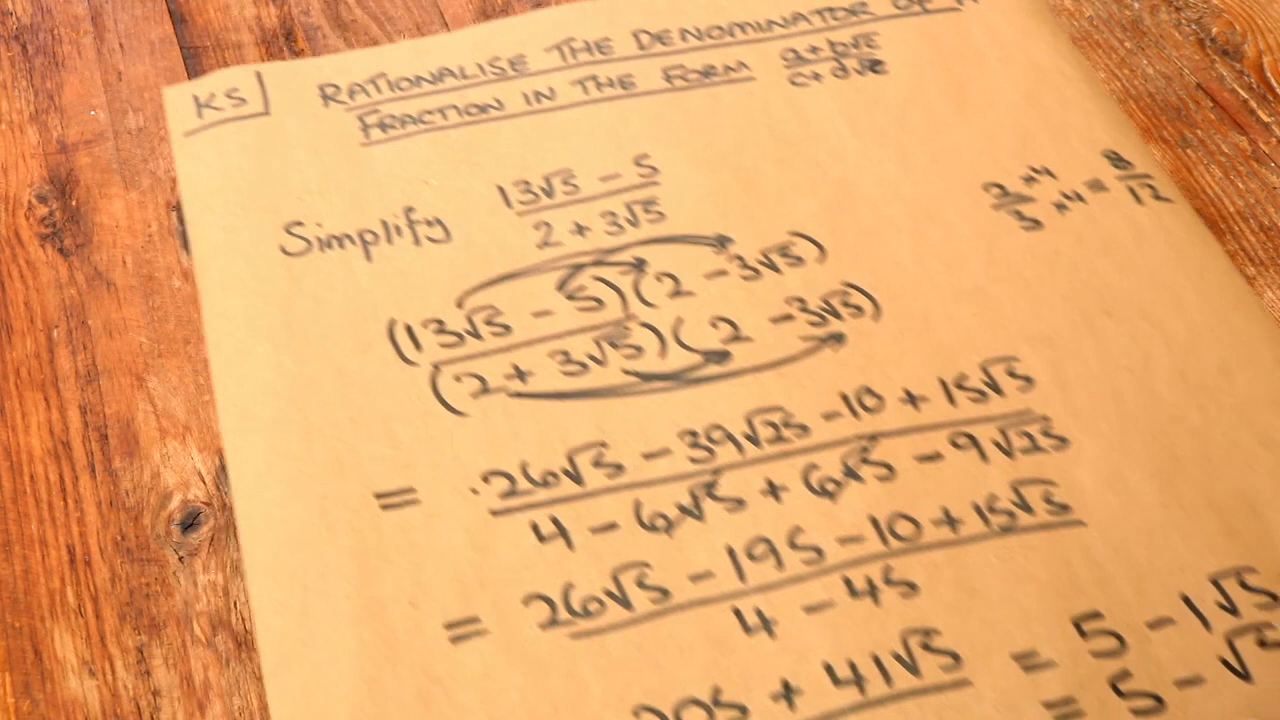 KS RATIONALISE THE DENOMINATOR OF A
FRACTION IN THE FORM (a+b√c)/(c+d√e)
Simplify (13√5 - 5)/(2 + 3√5)
2/3 ×4/×4 = 8/12
(13√5 - 5)(2 - 3√5)
(2 + 3√5)(2 - 3√5)
= 26√5 - 39√25 - 10 + 15√5
4 - 6√5 + 6√5 - 9√25
= 26√5 - 195 - 10 + 15√5
4 - 45
205 + 41√5 = 5 - 1√5
= 5 - √5